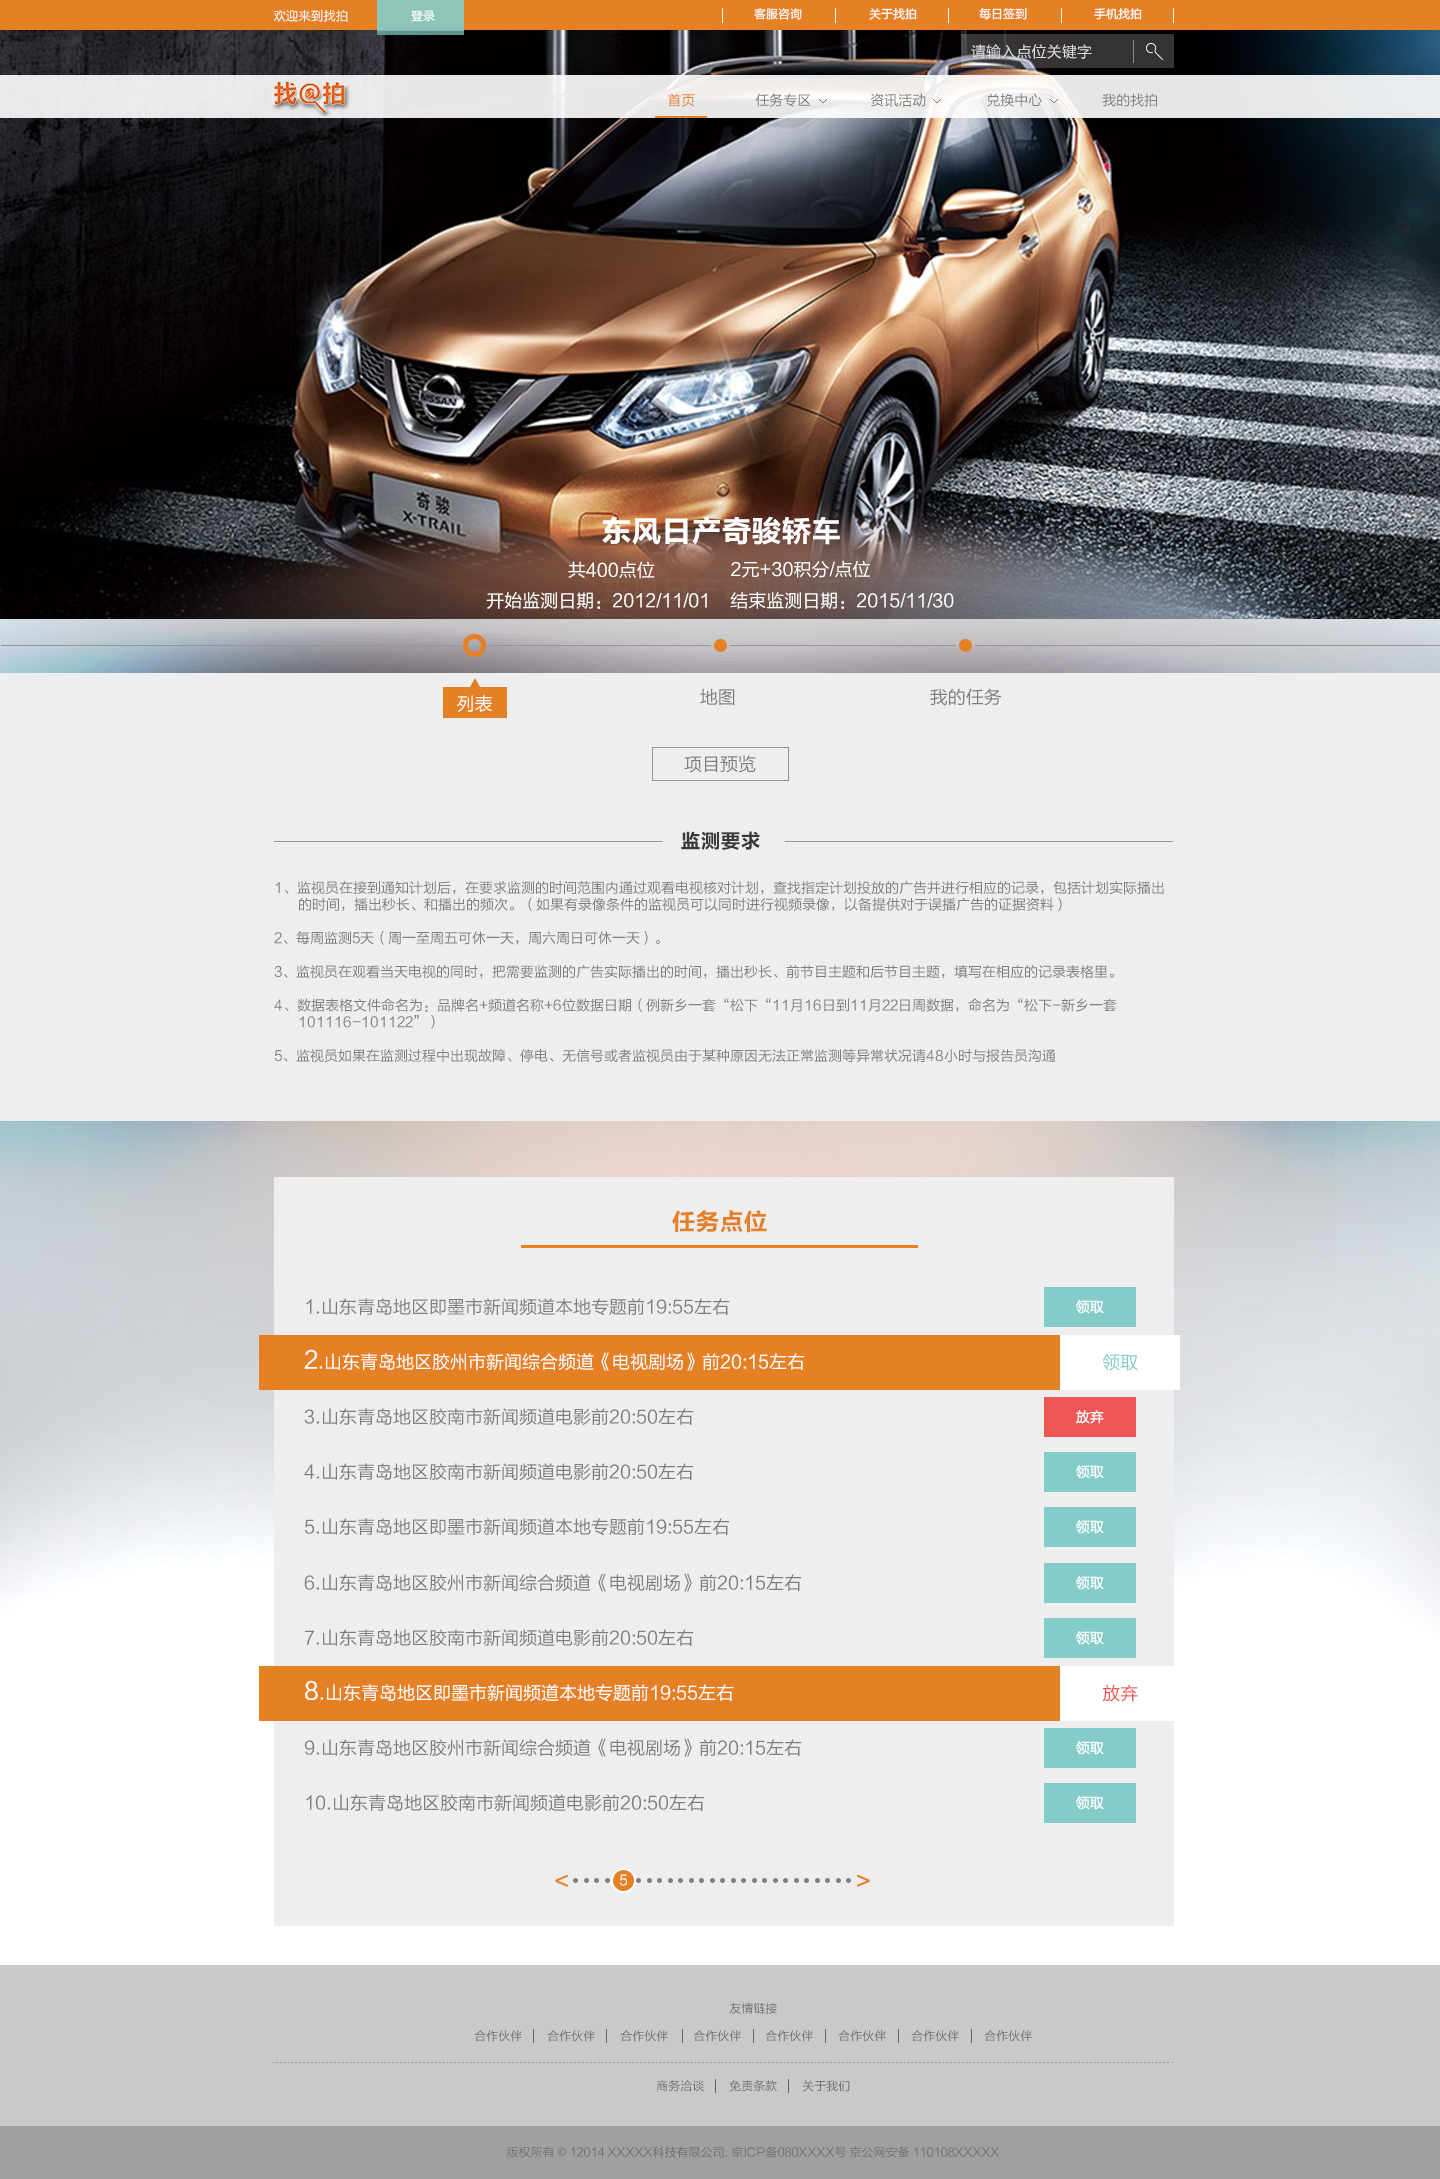 欢迎来到找拍
登录
客服咨询
关于找拍
每日签到
手机找拍
请输入点位关键字
找@拍
首页
任务专区
资讯活动
兑换中心
我的找拍
NISSAN
奇骏
X-TRAIL
东风日产奇骏轿车
共400点位
2元+30积分/点位
开始监测日期：2012/11/01
结束监测日期：2015/11/30
列表
地图
我的任务
项目预览
监测要求
1、监视员在接到通知计划后，在要求监测的时间范围内通过观看电视核对计划，查找指定计划投放的广告并进行相应的记录，包括计划实际播出
的时间，播出秒长、和播出的频次。（如果有录像条件的监视员可以同时进行视频录像，以备提供对于误播广告的证据资料）
2、每周监测5天（周一至周五可休一天，周六周日可休一天）。
3、监视员在观看当天电视的同时，把需要监测的广告实际播出的时间，播出秒长、前节目主题和后节目主题，填写在相应的记录表格里。
4、数据表格文件命名为：品牌名+频道名称+6位数据日期（例新乡一套“松下“11月16日到11月22日周数据，命名为“松下-新乡一套
101116-101122”）
5、监视员如果在监测过程中出现故障、停电、无信号或者监视员由于某种原因无法正常监测等异常状况请48小时与报告员沟通
任务点位
1.山东青岛地区即墨市新闻频道本地专题前19:55左右
领取
2.山东青岛地区胶州市新闻综合频道《电视剧场》前20:15左右
领取
3.山东青岛地区胶南市新闻频道电影前20:50左右
放弃
4.山东青岛地区胶南市新闻频道电影前20:50左右
领取
5.山东青岛地区即墨市新闻频道本地专题前19:55左右
领取
6.山东青岛地区胶州市新闻综合频道《电视剧场》前20:15左右
领取
7.山东青岛地区胶南市新闻频道电影前20:50左右
领取
8.山东青岛地区即墨市新闻频道本地专题前19:55左右
放弃
9.山东青岛地区胶州市新闻综合频道《电视剧场》前20:15左右
领取
10.山东青岛地区胶南市新闻频道电影前20:50左右
领取
< 5 >
友情链接
合作伙伴 | 合作伙伴 | 合作伙伴 | 合作伙伴 | 合作伙伴 | 合作伙伴 | 合作伙伴 | 合作伙伴
商务洽谈 | 免责条款 | 关于我们
版权所有 © 12014 XXXXX科技有限公司. 京ICP备080XXXX号 京公网安备 110108XXXXX